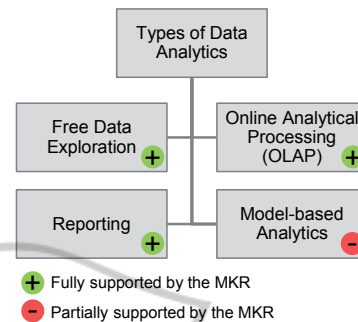 Types of Data
Analytics
Free Data
Exploration
+
Online Analytical
Processing
(OLAP)
+
Reporting
+
Model-based
Analytics
-
+ Fully supported by the MKR
- Partially supported by the MKR